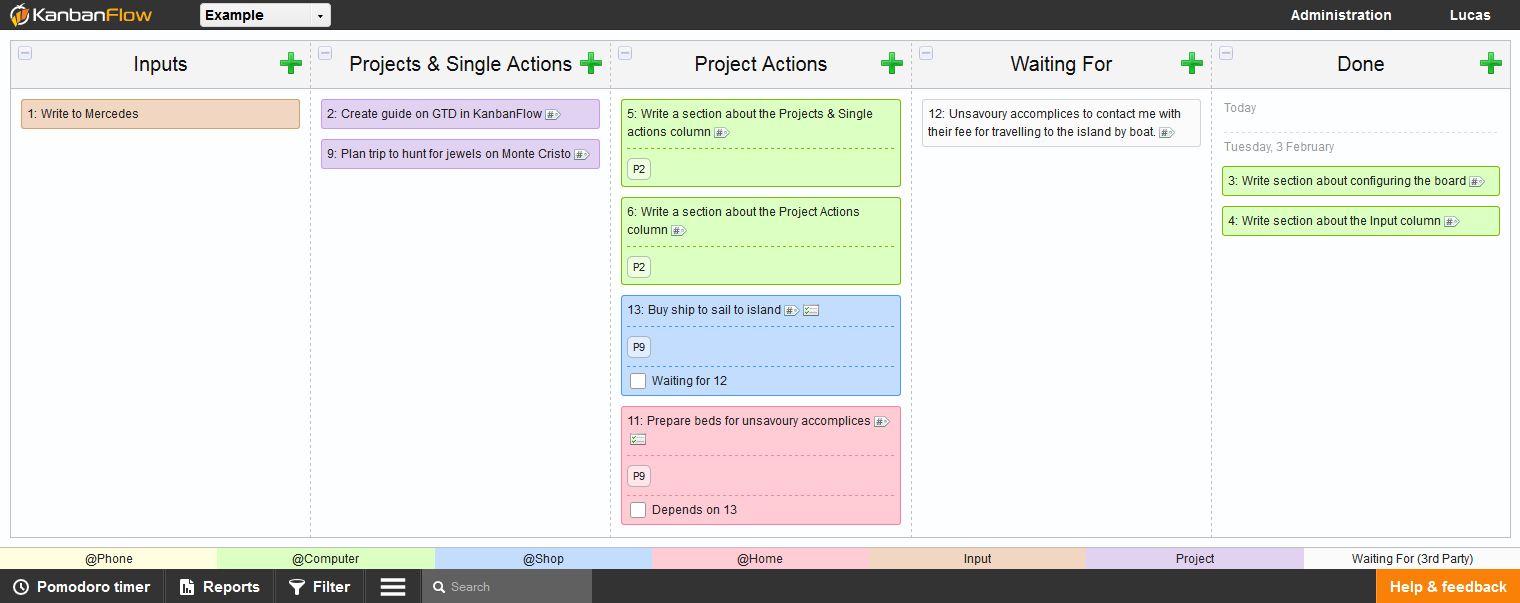 KanbanFlow
Example
Administration
Lucas
Inputs
1: Write to Mercedes
Projects & Single Actions
2: Create guide on GTD in KanbanFlow #
9: Plan trip to hunt for jewels on Monte Cristo #
Project Actions
5: Write a section about the Projects & Single
actions column #
P2
6: Write a section about the Project Actions
column #
P2
13: Buy ship to sail to island #
P9
Waiting for 12
11: Prepare beds for unsavoury accomplices #
P9
Depends on 13
Waiting For
12: Unsavoury accomplices to contact me with
their fee for travelling to the island by boat. #
Done
Today
Tuesday, 3 February
3: Write section about configuring the board #
4: Write section about the Input column #
@Phone
@Computer
@Shop
@Home
Input
Project
Waiting For (3rd Party)
Pomodoro timer
Reports
Filter
Search
Help & feedback